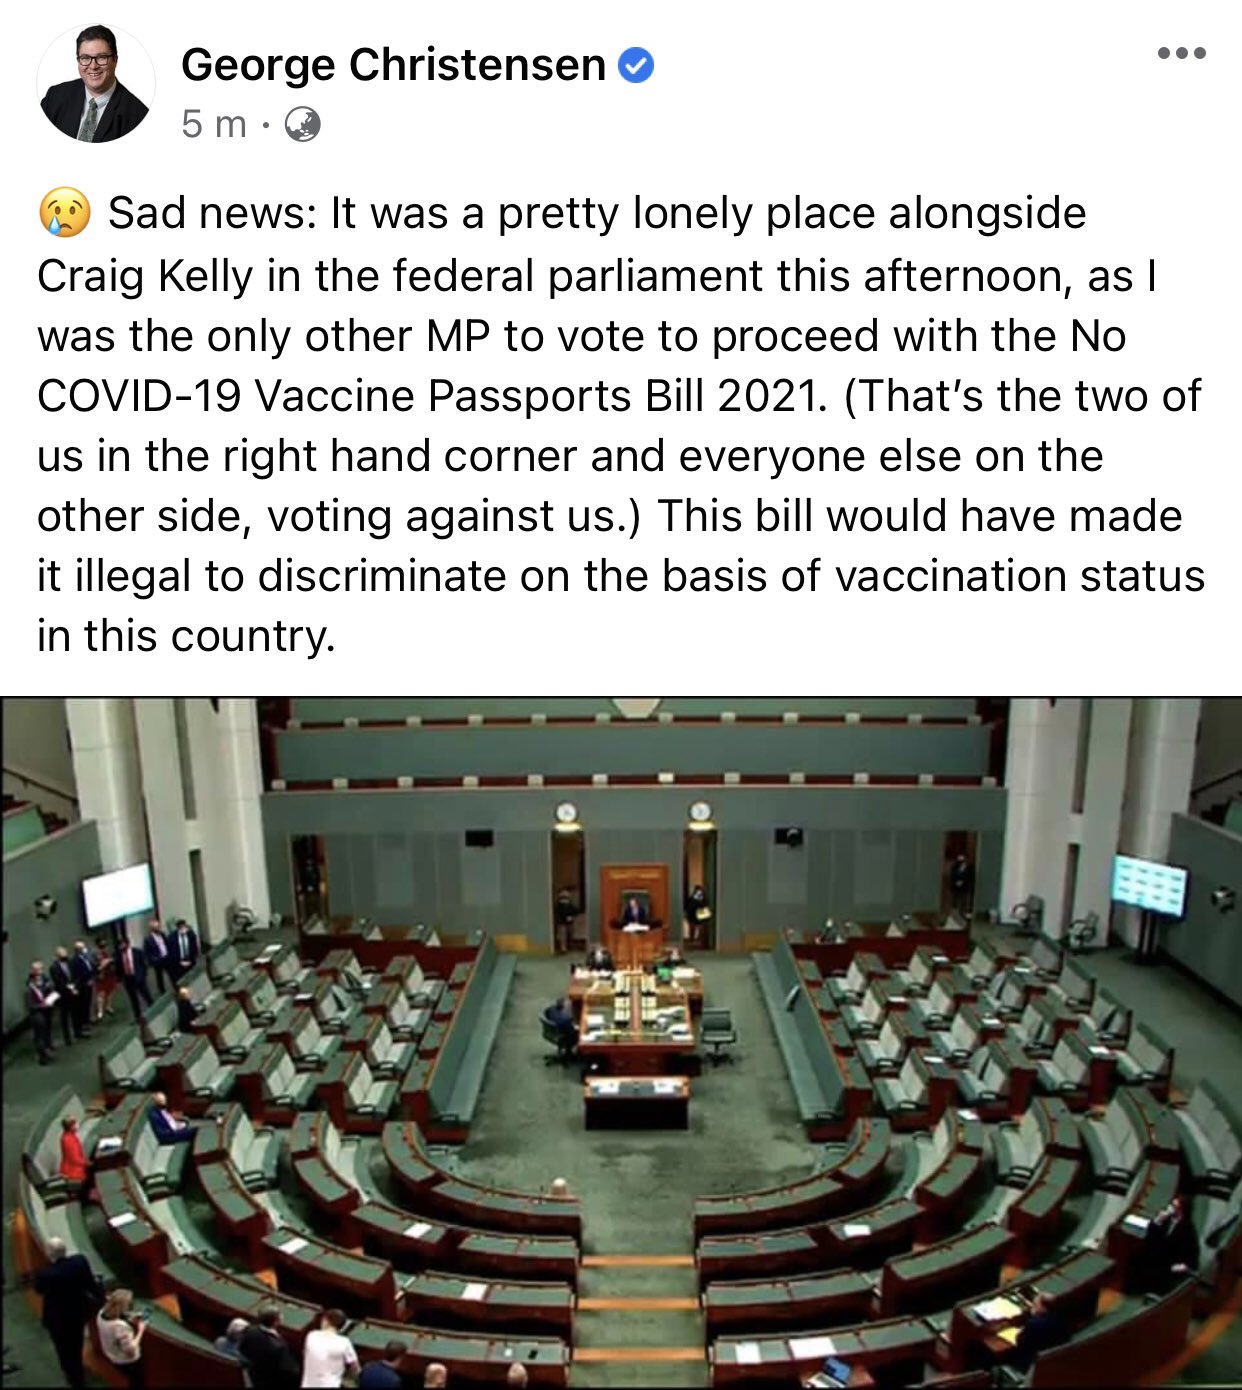 George Christensen
5 m ·
Sad news: It was a pretty lonely place alongside
Craig Kelly in the federal parliament this afternoon, as I
was the only other MP to vote to proceed with the No
COVID-19 Vaccine Passports Bill 2021. (That's the two of
us in the right hand corner and everyone else on the
other side, voting against us.) This bill would have made
it illegal to discriminate on the basis of vaccination status
in this country.